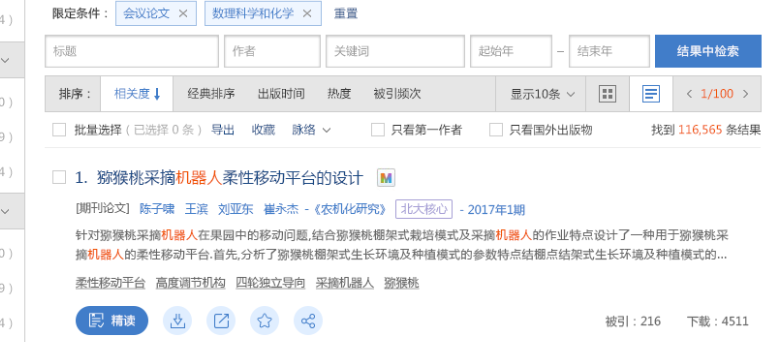 4）
限定条件： 会议论文 × 数理科学和化学 × 重置
标题 作者 关键词 起始年 – 结束年 结果中检索
排序： 相关度↓ 经典排序 出版时间 热度 被引频次 显示10条 < 1/100 >
0）
批量选择（已选择 0 条） 导出 收藏 脉络 只看第一作者 只看国外出版物 找到 116,565 条结果
9）
4）
1. 猕猴桃采摘机器人柔性移动平台的设计 M
[期刊论文] 陈子啸 王滨 刘亚东 崔永杰 -《农机化研究》 北大核心 - 2017年1期
针对猕猴桃采摘机器人在果园中的移动问题,结合猕猴桃棚架式栽培模式及采摘机器人的作业特点设计了一种用于猕猴桃采
摘机器人的柔性移动平台.首先,分析了猕猴桃棚架式生长环境及种植模式的参数特点结棚点结架式生长环境及种植模式的...
0）
柔性移动平台 高度调节机构 四轮独立导向 采摘机器人 猕猴桃
9）
精读 被引：216 下载：4511
4）